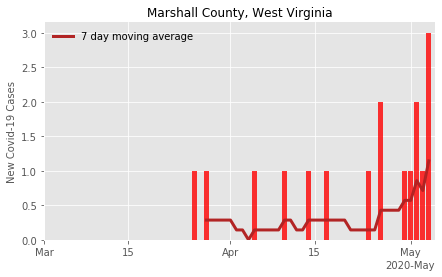 Marshall County, West Virginia
7 day moving average
New Covid-19 Cases
3.0
2.5
2.0
1.5
1.0
0.5
0.0
Mar
15
Apr
15
May
2020-May